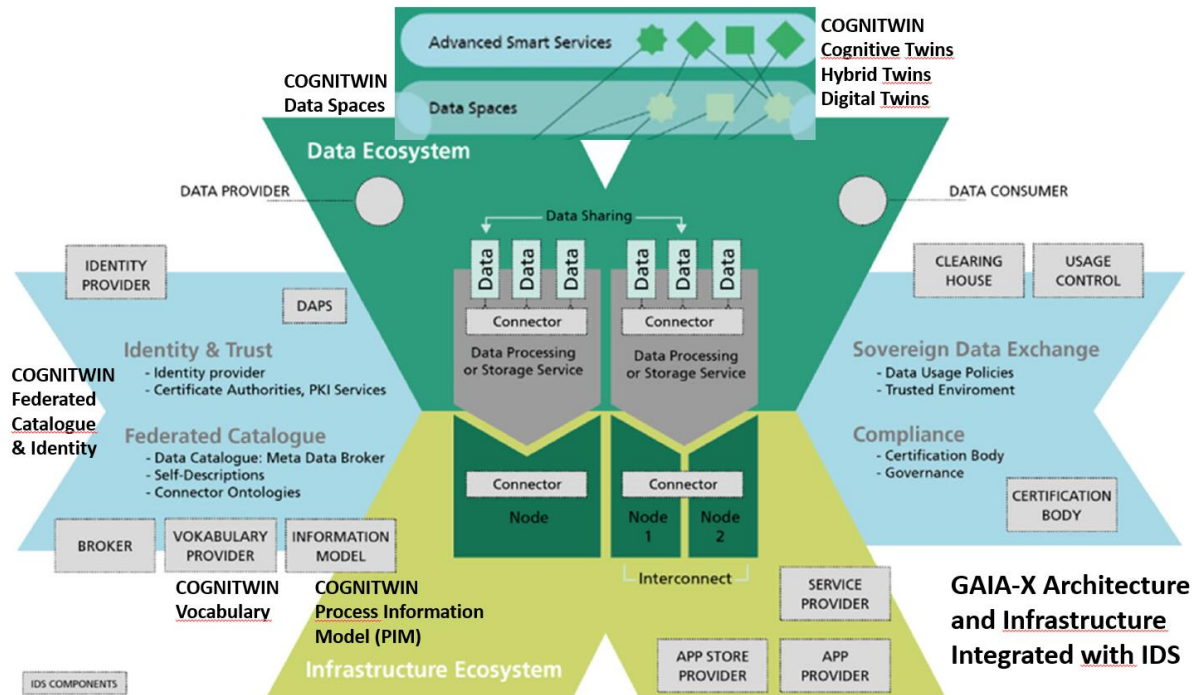 Advanced Smart Services
COGNITWIN
Cognitive Twins
Hybrid Twins
Digital Twins
COGNITWIN
Data Spaces
Data Spaces
Data Ecosystem
DATA PROVIDER
DATA CONSUMER
Data Sharing
Data
Data
Data
Data
Data
Data
IDENTITY
PROVIDER
DAPS
CLEARING
HOUSE
USAGE
CONTROL
Connector
Connector
Data Processing
or Storage Service
Data Processing
or Storage Service
Identity & Trust
- Identity provider
- Certificate Authorities, PKI Services
Sovereign Data Exchange
- Data Usage Policies
- Trusted Enviroment
COGNITWIN
Federated
Catalogue
& Identity
Federated Catalogue
- Data Catalogue: Meta Data Broker
- Self-Descriptions
- Connector Ontologies
Compliance
- Certification Body
- Governance
Connector
Node
Connector
Node
1
Node
2
Interconnect
CERTIFICATION
BODY
BROKER
VOKABULARY
PROVIDER
INFORMATION
MODEL
COGNITWIN
Vocabulary
COGNITWIN
Process Information
Model (PIM)
SERVICE
PROVIDER
GAIA-X Architecture
and Infrastructure
Integrated with IDS
Infrastructure Ecosystem
APP STORE
PROVIDER
APP
PROVIDER
IDS COMPONENTS